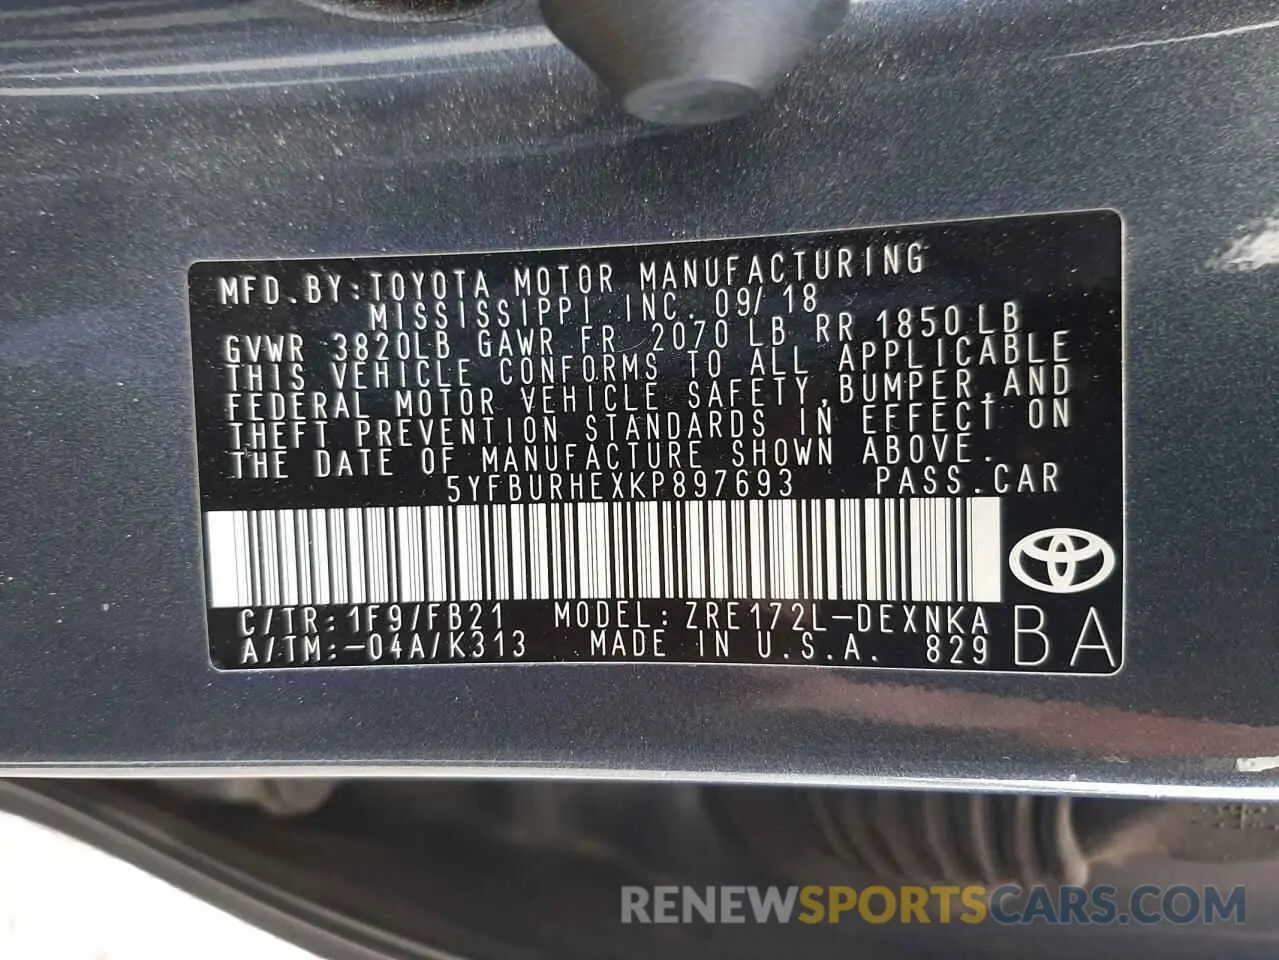 MFD.BY:TOYOTA MOTOR MANUFACTURING
MISSISSIPPI INC. 09/18
GVWR 3820LB GAWR FR 2070 LB RR 1850LB
THIS VEHICLE CONFORMS TO ALL APPLICABLE
FEDERAL MOTOR VEHICLE SAFETY,BUMPER,AND
THEFT PREVENTION STANDARDS IN EFFECT ON
THE DATE OF MANUFACTURE SHOWN ABOVE.
5YFBURHEXKP897693 PASS.CAR
C/TR:1F9/FB21 MODEL:ZRE172L-DEXNKA
A/TM:-04A/K313 MADE IN U.S.A. 829
BA
RENEWSPORTSCARS.COM